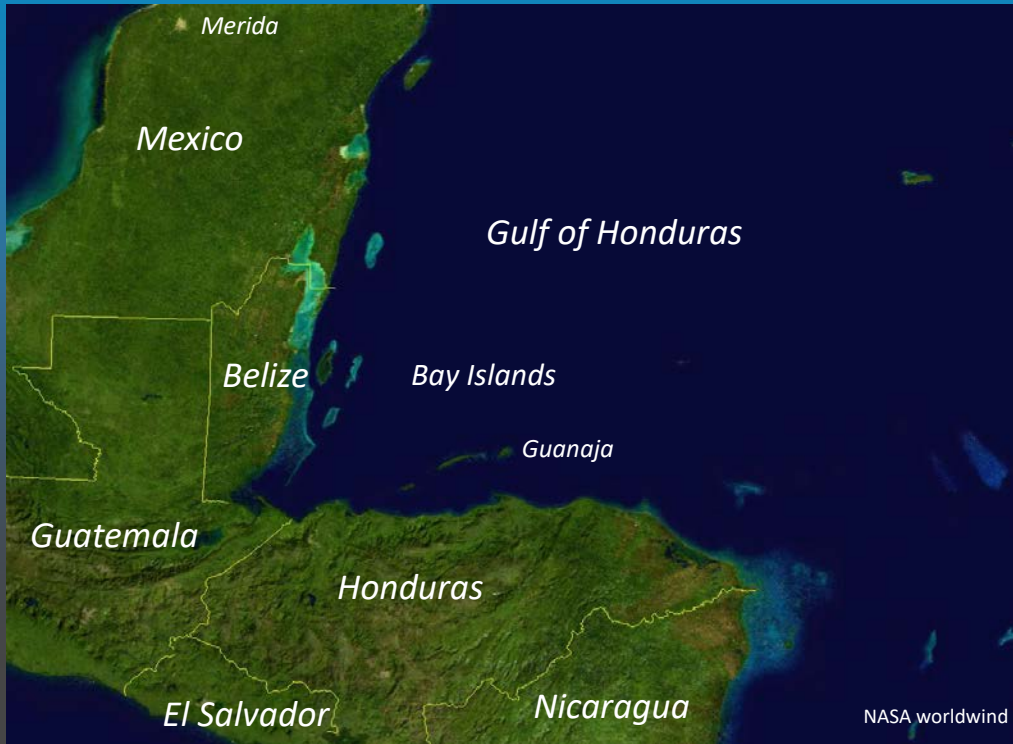 Merida
Mexico
Gulf of Honduras
Belize
Bay Islands
Guanaja
Guatemala
Honduras
El Salvador
Nicaragua
NASA worldwind